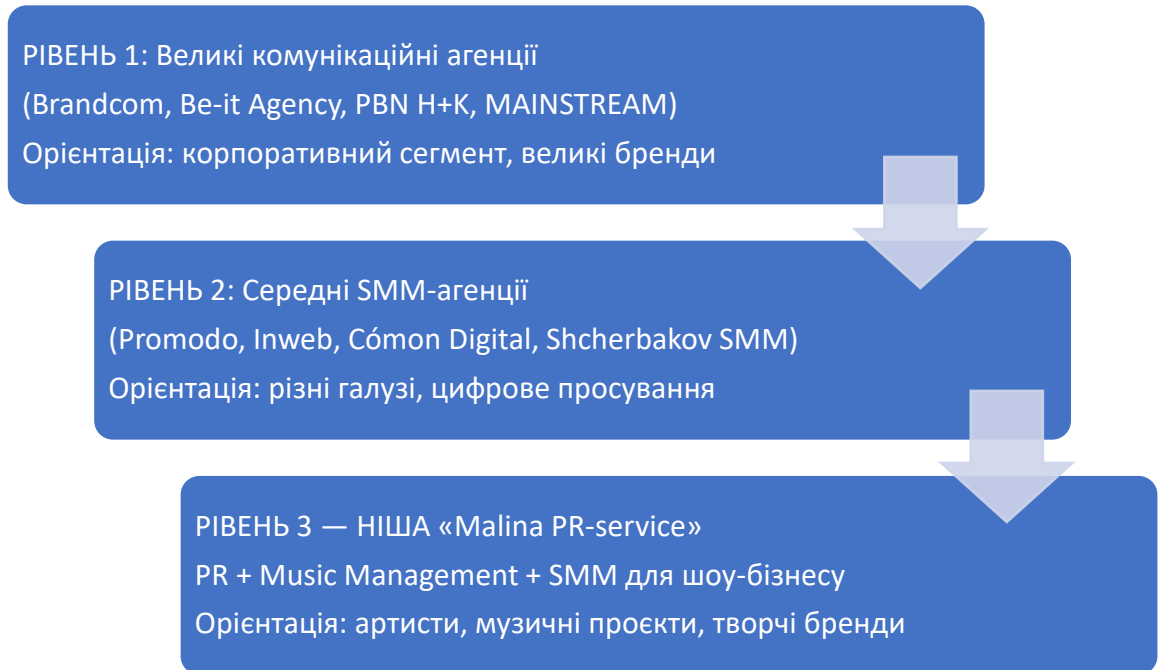 РІВЕНЬ 1: Великі комунікаційні агенції
(Brandcom, Be-it Agency, PBN H+K, MAINSTREAM)
Орієнтація: корпоративний сегмент, великі бренди
РІВЕНЬ 2: Середні SMM-агенції
(Promodo, Inweb, Cómon Digital, Shcherbakov SMM)
Орієнтація: різні галузі, цифрове просування
РІВЕНЬ 3 — НІША «Malina PR-service»
PR + Music Management + SMM для шоу-бізнесу
Орієнтація: артисти, музичні проєкти, творчі бренди